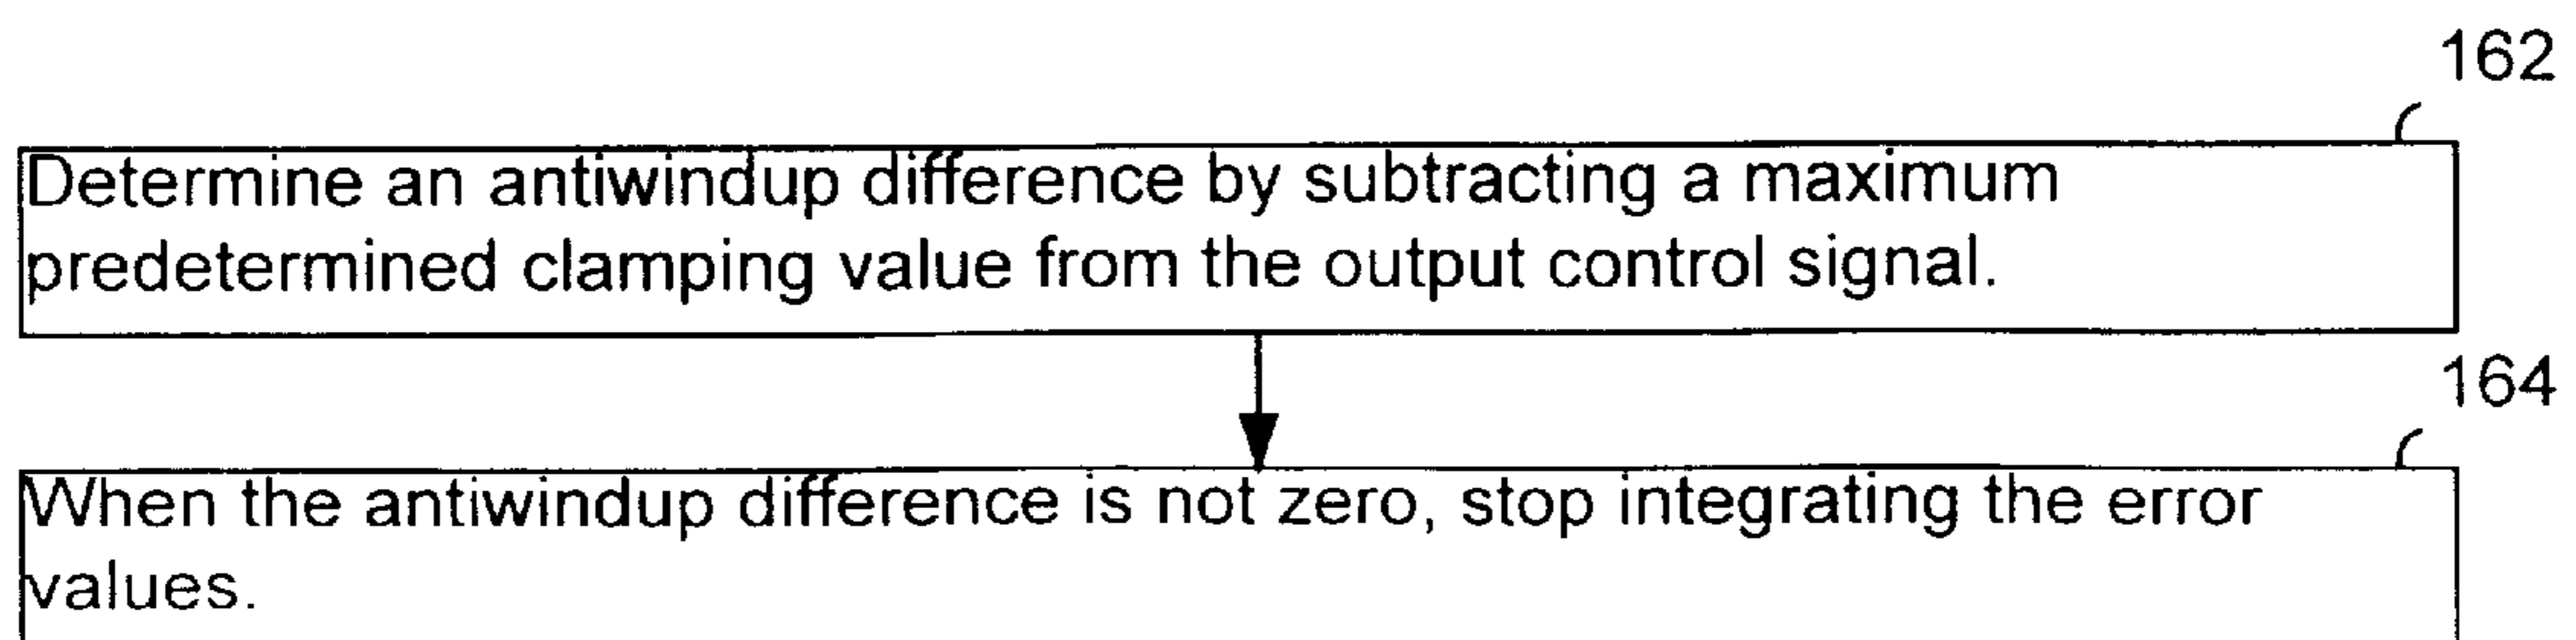 162
Determine an antiwindup difference by subtracting a maximum
predetermined clamping value from the output control signal.
164
When the antiwindup difference is not zero, stop integrating the error
values.